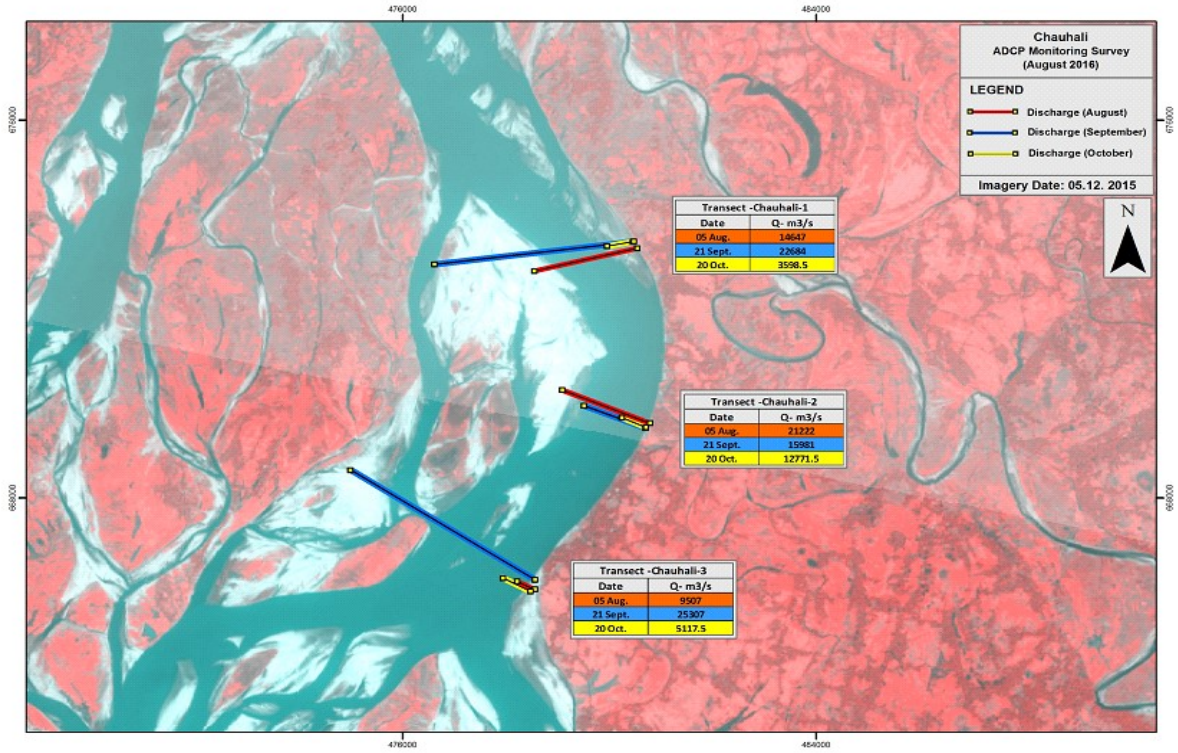 476000 484000
Chauhali
ADCP Monitoring Survey
(August 2016)
LEGEND
Discharge (August)
Discharge (September)
Discharge (October)
Imagery Date: 05.12. 2015
N
676000 676000
Transect -Chauhali-1
Date Q- m3/s
05 Aug. 14647
21 Sept. 22684
20 Oct. 3598.5
Transect -Chauhali-2
Date Q- m3/s
05 Aug. 21222
21 Sept. 15981
20 Oct. 12771.5
668000 668000
Transect -Chauhali-3
Date Q- m3/s
05 Aug. 9507
21 Sept. 25307
20 Oct. 5117.5
476000 484000